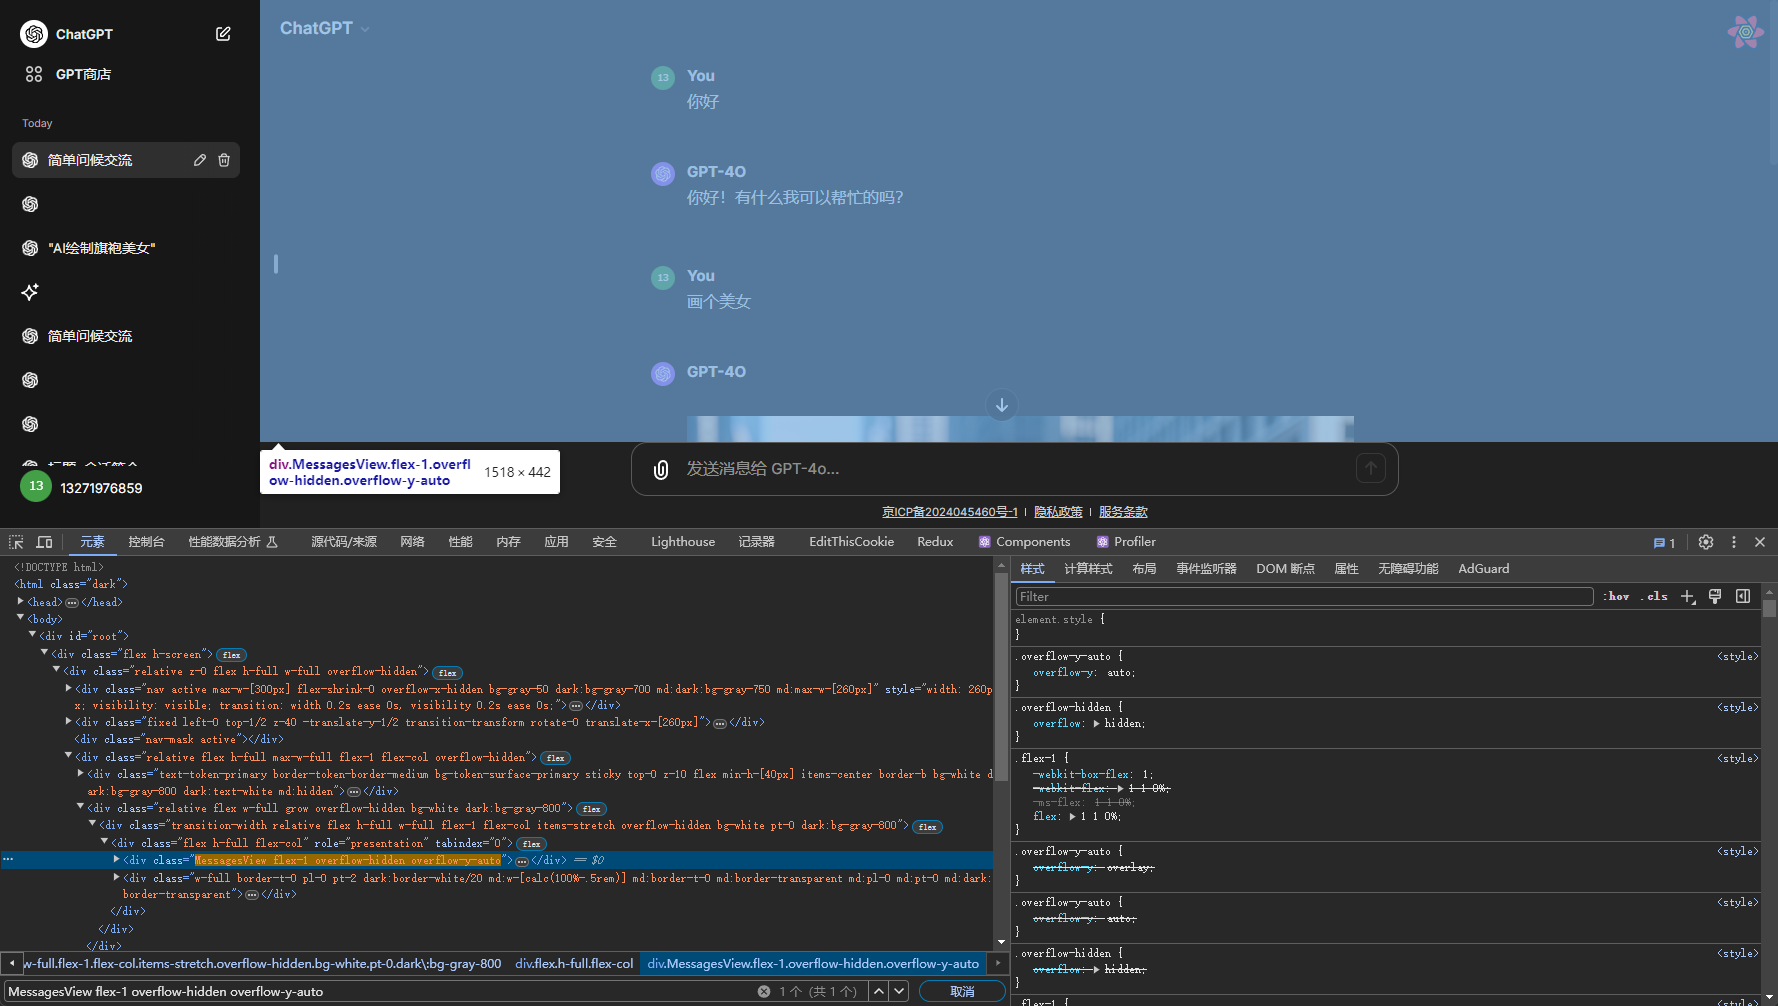 ChatGPT
GPT商店
Today
简单问候交流
"AI绘制旗袍美女"
简单问候交流
13
13271976859
ChatGPT
13
You
你好
GPT-4O
你好！有什么我可以帮忙的吗？
13
You
画个美女
GPT-4O
div.MessagesView.flex-1.overfl
ow-hidden.overflow-y-auto
1518 × 442
发送消息给 GPT-4o...
京ICP备2024045460号-1 | 隐私政策 | 服务条款
元素 控制台 性能数据分析 源代码/来源 网络 性能 内存 应用 安全 Lighthouse 记录器 EditThisCookie Redux Components Profiler 1
<!DOCTYPE html>
<html class="dark">
<head> ⋯ </head>
<body>
<div id="root">
<div class="flex h-screen"> flex
<div class="relative z-0 flex h-full w-full overflow-hidden"> flex
<div class="nav active max-w-[300px] flex-shrink-0 overflow-x-hidden bg-gray-50 dark:bg-gray-700 md:dark:bg-gray-750 md:max-w-[260px]" style="width: 260p
x; visibility: visible; transition: width 0.2s ease 0s, visibility 0.2s ease 0s;"> ⋯ </div>
<div class="fixed left-0 top-1/2 z-40 -translate-y-1/2 transition-transform rotate-0 translate-x-[260px]"> ⋯ </div>
<div class="nav-mask active"></div>
<div class="relative flex h-full max-w-full flex-1 flex-col overflow-hidden"> flex
<div class="text-token-primary border-token-border-medium bg-token-surface-primary sticky top-0 z-10 flex min-h-[40px] items-center border-b bg-white d
ark:bg-gray-800 dark:text-white md:hidden"> ⋯ </div>
<div class="relative flex w-full grow overflow-hidden bg-white dark:bg-gray-800"> flex
<div class="transition-width relative flex h-full w-full flex-1 flex-col items-stretch overflow-hidden bg-white pt-0 dark:bg-gray-800"> flex
<div class="flex h-full flex-col" role="presentation" tabindex="0"> flex
<div class="MessagesView flex-1 overflow-hidden overflow-y-auto"> ⋯ </div> == $0
<div class="w-full border-t-0 pl-0 pt-2 dark:border-white/20 md:w-[calc(100%-.5rem)] md:border-t-0 md:border-transparent md:pl-0 md:pt-0 md:dark:
border-transparent"> ⋯ </div>
</div>
</div>
</div>
w-full.flex-1.flex-col.items-stretch.overflow-hidden.bg-white.pt-0.dark\:bg-gray-800 div.flex.h-full.flex-col div.MessagesView.flex-1.overflow-hidden.overflow-y-auto
MessagesView flex-1 overflow-hidden overflow-y-auto 1 个 (共 1 个) 取消
样式 计算样式 布局 事件监听器 DOM 断点 属性 无障碍功能 AdGuard
Filter :hov .cls
element.style {
}
.overflow-y-auto { <style>
overflow-y: auto;
}
.overflow-hidden { <style>
overflow: hidden;
}
.flex-1 { <style>
-webkit-box-flex: 1;
-webkit-flex: 1 1 0%;
-ms-flex: 1 1 0%;
flex: 1 1 0%;
}
.overflow-y-auto { <style>
overflow-y: overlay;
}
.overflow-y-auto { <style>
overflow-y: auto;
}
.overflow-hidden { <style>
overflow: hidden;
}
.flex-1 { <style>